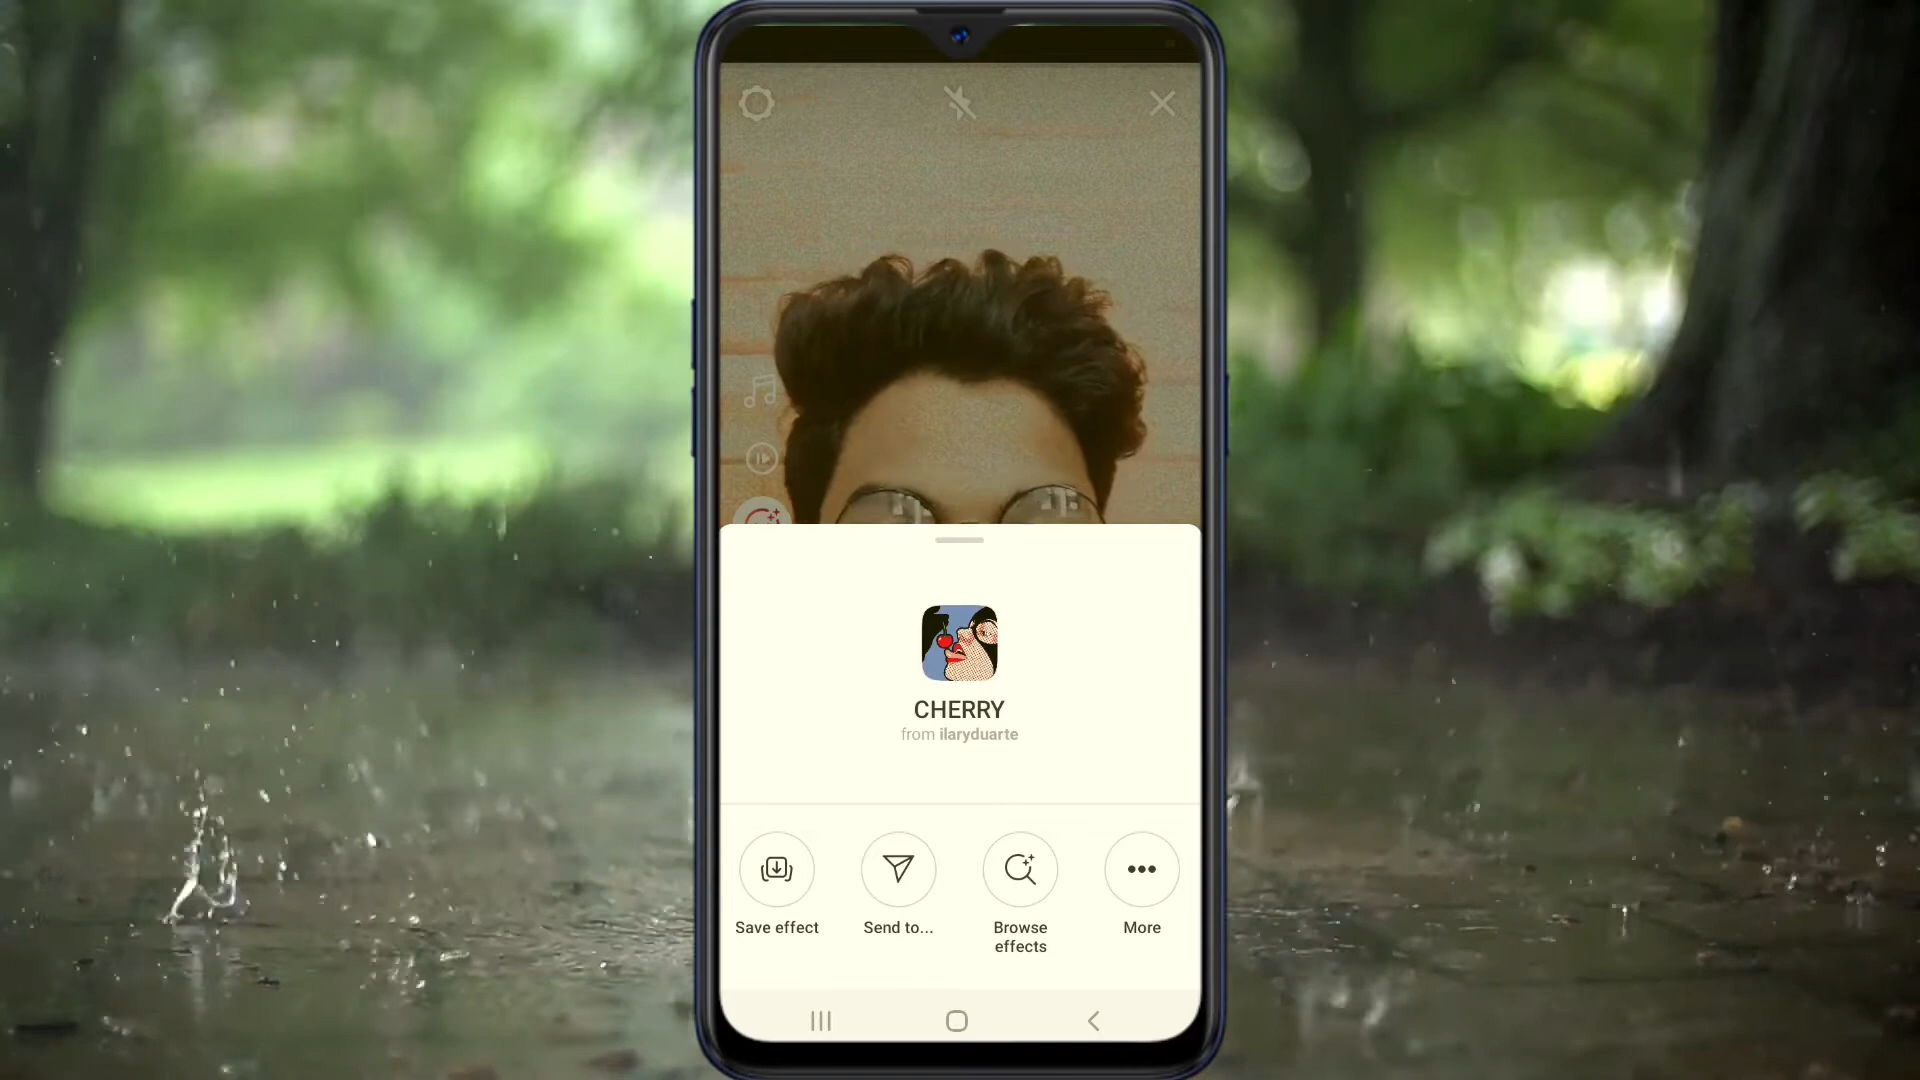 CHERRY
from ilaryduarte
Save effect
Send to...
Browse
effects
More